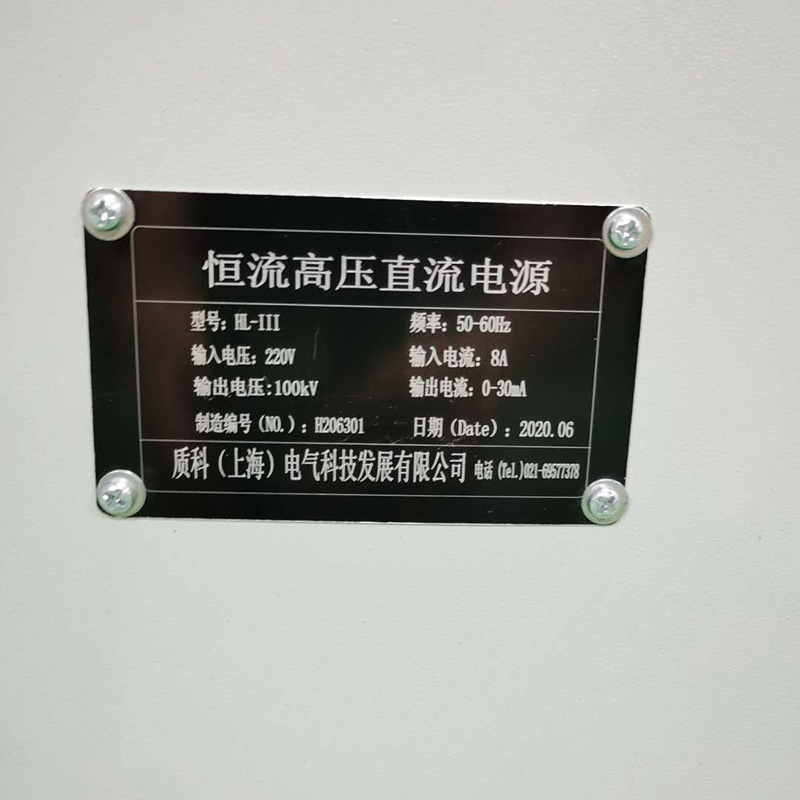 恒流高压直流电源
型号: HL-III 频率: 50-60Hz
输入电压: 220V 输入电流: 8A
输出电压:100kV 输出电流: 0-30mA
制造编号(NO.): H206301 日期(Date): 2020.06
质科(上海)电气科技发展有限公司 电话(Tel.)021-69577378